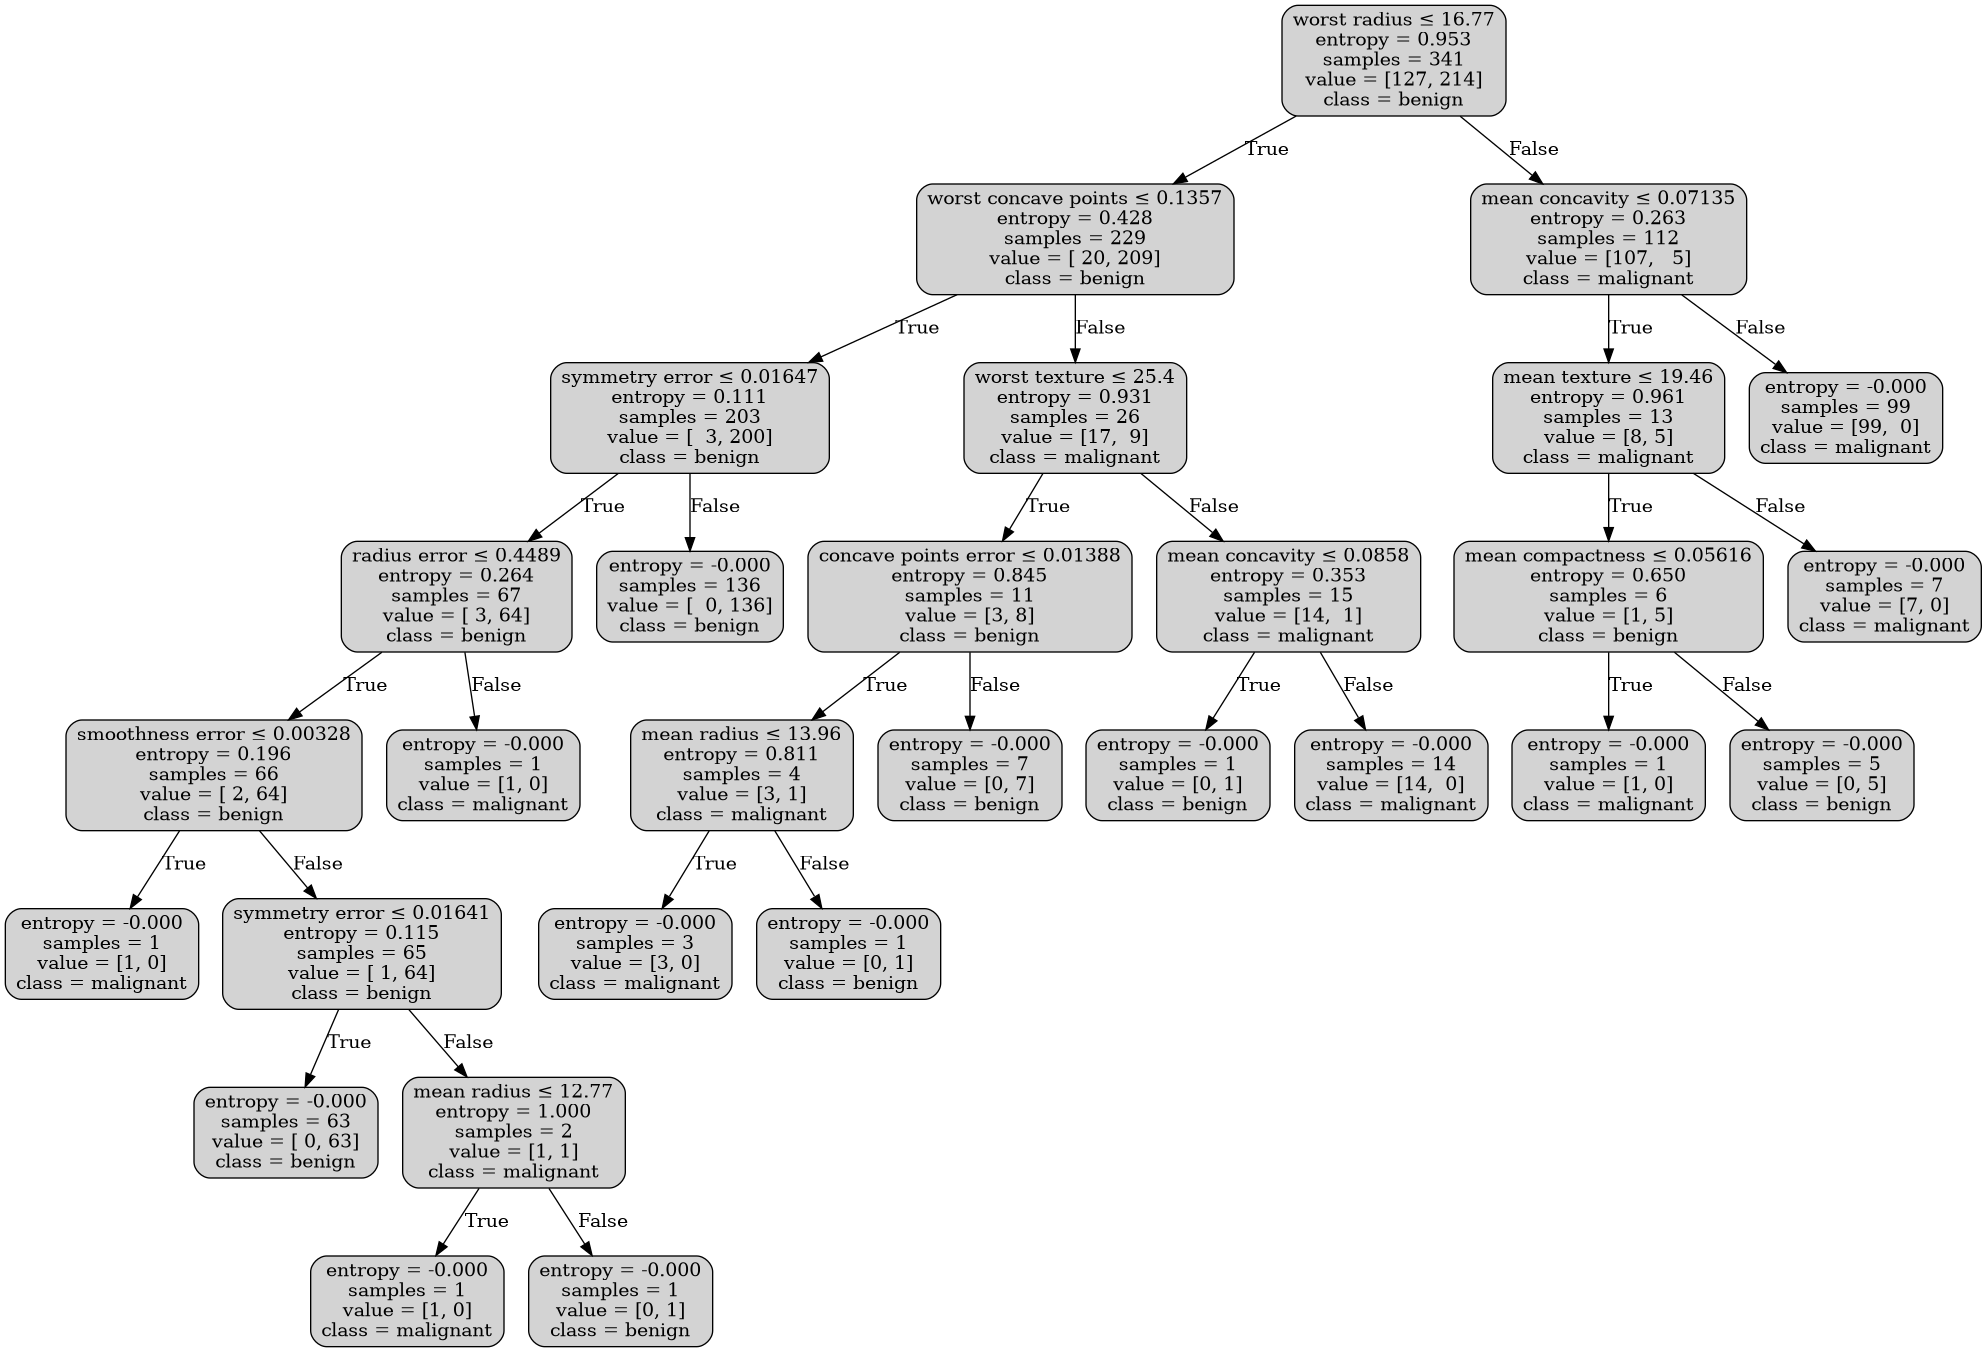 worst radius ≤ 16.77
entropy = 0.953
samples = 341
value = [127, 214]
class = benign
True
False
worst concave points ≤ 0.1357
entropy = 0.428
samples = 229
value = [ 20, 209]
class = benign
mean concavity ≤ 0.07135
entropy = 0.263
samples = 112
value = [107,   5]
class = malignant
True
False
True
False
symmetry error ≤ 0.01647
entropy = 0.111
samples = 203
value = [  3, 200]
class = benign
worst texture ≤ 25.4
entropy = 0.931
samples = 26
value = [17,  9]
class = malignant
mean texture ≤ 19.46
entropy = 0.961
samples = 13
value = [8, 5]
class = malignant
entropy = -0.000
samples = 99
value = [99,  0]
class = malignant
True
False
True
False
True
False
radius error ≤ 0.4489
entropy = 0.264
samples = 67
value = [ 3, 64]
class = benign
entropy = -0.000
samples = 136
value = [  0, 136]
class = benign
concave points error ≤ 0.01388
entropy = 0.845
samples = 11
value = [3, 8]
class = benign
mean concavity ≤ 0.0858
entropy = 0.353
samples = 15
value = [14,  1]
class = malignant
mean compactness ≤ 0.05616
entropy = 0.650
samples = 6
value = [1, 5]
class = benign
entropy = -0.000
samples = 7
value = [7, 0]
class = malignant
True
False
True
False
True
False
True
False
smoothness error ≤ 0.00328
entropy = 0.196
samples = 66
value = [ 2, 64]
class = benign
entropy = -0.000
samples = 1
value = [1, 0]
class = malignant
mean radius ≤ 13.96
entropy = 0.811
samples = 4
value = [3, 1]
class = malignant
entropy = -0.000
samples = 7
value = [0, 7]
class = benign
entropy = -0.000
samples = 1
value = [0, 1]
class = benign
entropy = -0.000
samples = 14
value = [14,  0]
class = malignant
entropy = -0.000
samples = 1
value = [1, 0]
class = malignant
entropy = -0.000
samples = 5
value = [0, 5]
class = benign
True
False
True
False
entropy = -0.000
samples = 1
value = [1, 0]
class = malignant
symmetry error ≤ 0.01641
entropy = 0.115
samples = 65
value = [ 1, 64]
class = benign
entropy = -0.000
samples = 3
value = [3, 0]
class = malignant
entropy = -0.000
samples = 1
value = [0, 1]
class = benign
True
False
entropy = -0.000
samples = 63
value = [ 0, 63]
class = benign
mean radius ≤ 12.77
entropy = 1.000
samples = 2
value = [1, 1]
class = malignant
True
False
entropy = -0.000
samples = 1
value = [1, 0]
class = malignant
entropy = -0.000
samples = 1
value = [0, 1]
class = benign